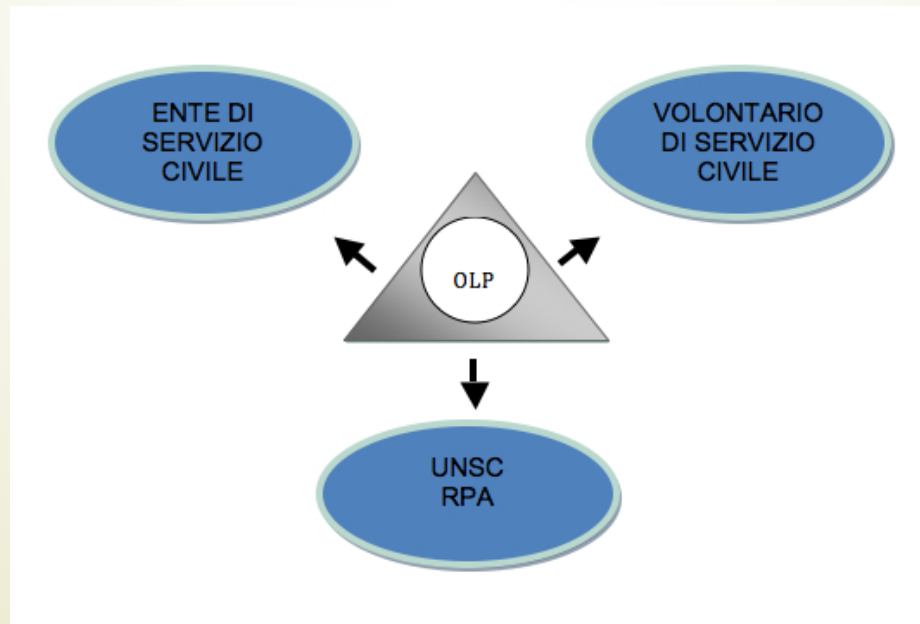 ENTE DI
SERVIZIO
CIVILE
VOLONTARIO
DI SERVIZIO
CIVILE
OLP
UNSC
RPA